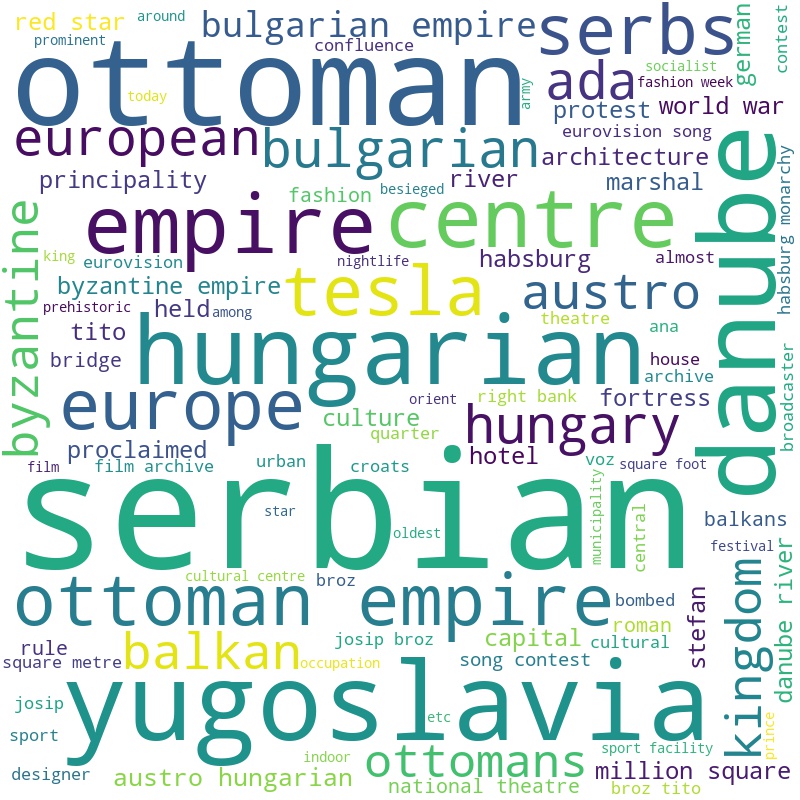 red star
around
prominent
bulgarian empire
confluence
serbs
german
contest
ottoman
today
army
ada
socialist
fashion week
protest
world war
european
bulgarian
eurovision song
architecture
principality
fashion
besieged
river
marshal
danube
habsburg monarchy
byzantine
empire
centre
king
eurovision
nightlife
habsburg
almost
byzantine empire
tesla
austro
prehistoric
held
among
theatre
tito
hungarian
ana
bridge
house
archive
broadcaster
europe
orient
right bank
fortress
culture
hungary
quarter
proclaimed
hotel
film
film archive
urban
croats
voz
square foot
serbian
star
municipality
central
oldest
balkans
festival
cultural centre
broz
ottoman empire
bombed
kingdom
danube river
stefan
rule
balkan
josip broz
capital
roman
cultural
square metre
occupation
song contest
josip
yugoslavia
etc
sport
prince
indoor
ottomans
sport facility
designer
austro hungarian
national theatre
million square
broz tito